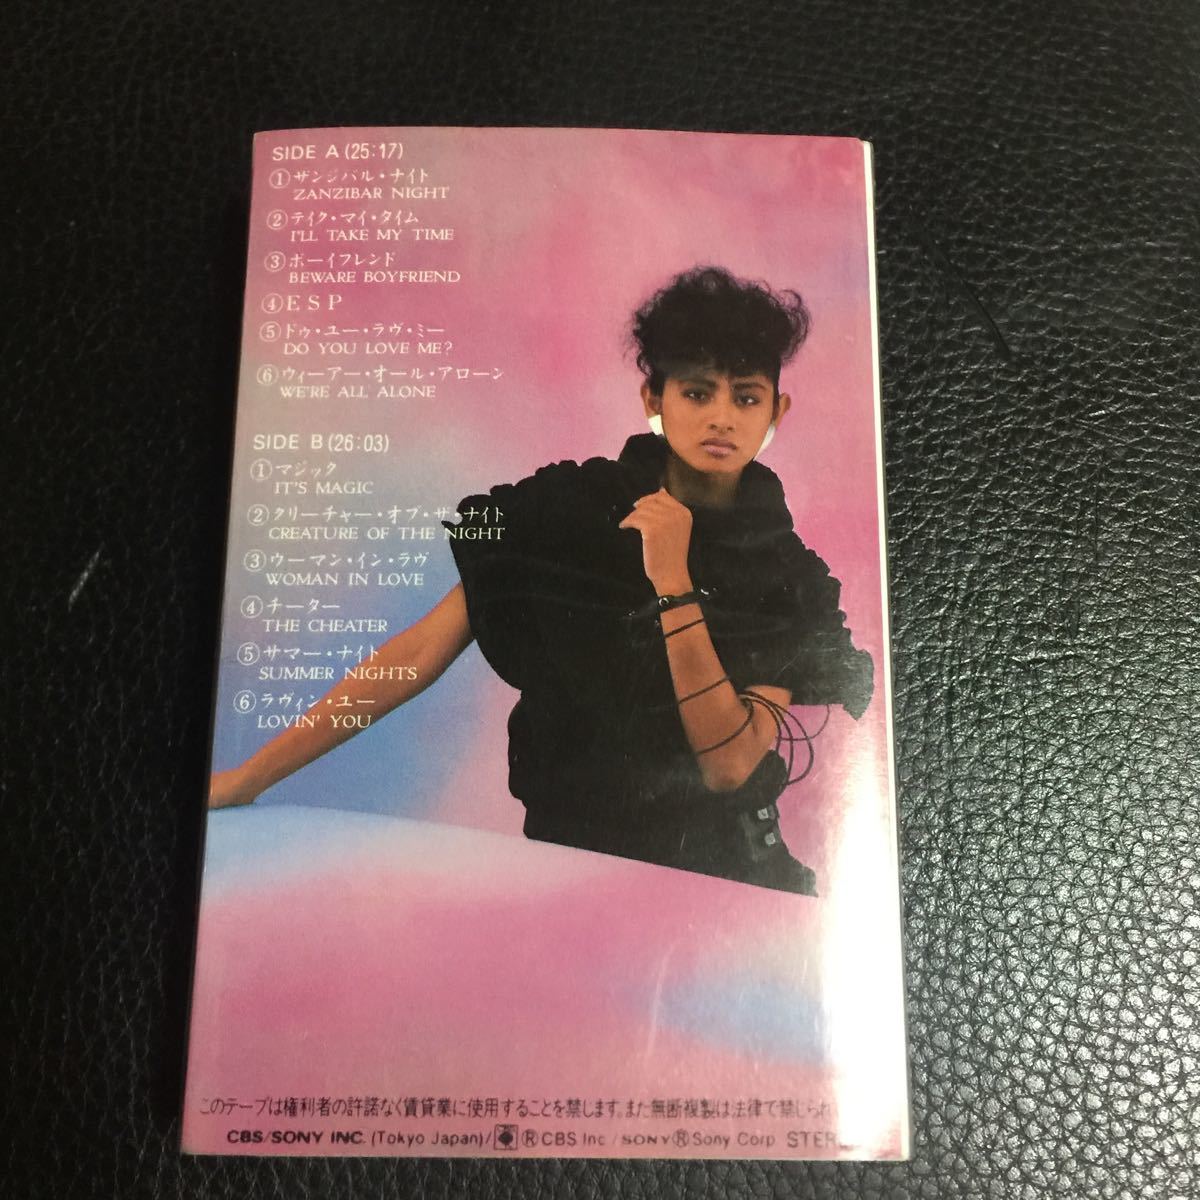 SIDE A (25:17)
①ザンジバル・ナイト
ZANZIBAR NIGHT
②テイク・マイ・タイム
I'LL TAKE MY TIME
③ボーイフレンド
BEWARE BOYFRIEND
④E S P
⑤ドゥ・ユー・ラヴ・ミー
DO YOU LOVE ME?
⑥ウィーアー・オール・アローン
WE'RE ALL ALONE
SIDE B (26:03)
①マジック
IT'S MAGIC
②クリーチャー・オブ・ザ・ナイト
CREATURE OF THE NIGHT
③ウーマン・イン・ラヴ
WOMAN IN LOVE
④チーター
THE CHEATER
⑤サマー・ナイト
SUMMER NIGHTS
⑥ラヴィン・ユー
LOVIN' YOU
このテープは権利者の許諾なく賃貸業に使用することを禁じます。また無断複製は法律で禁じられ
CBS/SONY INC. (Tokyo Japan)/ ®CBS Inc / SONY®Sony Corp STER